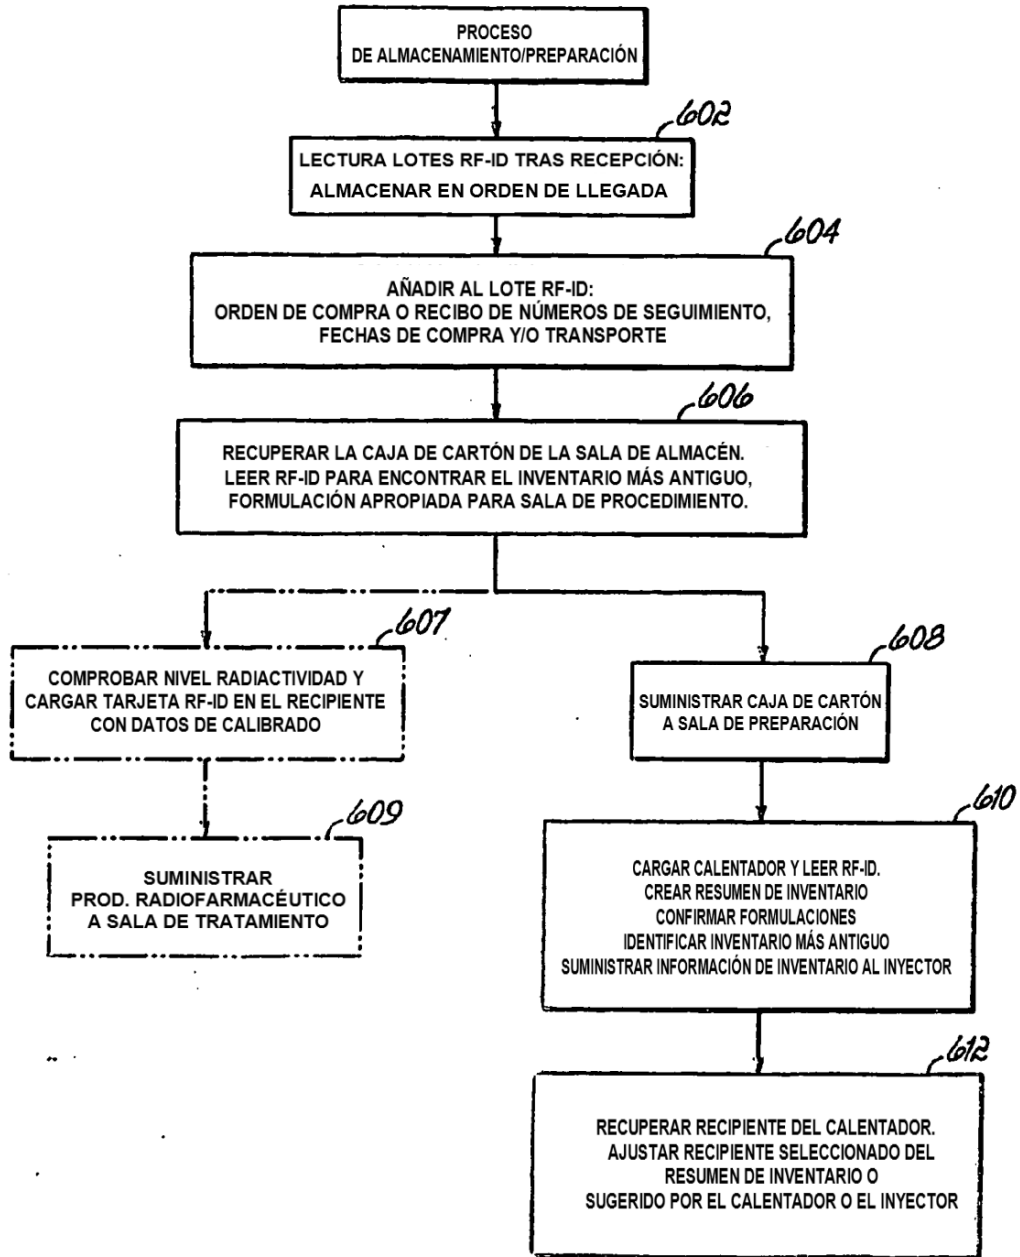 PROCESO
DE ALMACENAMIENTO/PREPARACIÓN
602
LECTURA LOTES RF-ID TRAS RECEPCIÓN:
ALMACENAR EN ORDEN DE LLEGADA
604
AÑADIR AL LOTE RF-ID:
ORDEN DE COMPRA O RECIBO DE NÚMEROS DE SEGUIMIENTO,
FECHAS DE COMPRA Y/O TRANSPORTE
606
RECUPERAR LA CAJA DE CARTÓN DE LA SALA DE ALMACÉN.
LEER RF-ID PARA ENCONTRAR EL INVENTARIO MÁS ANTIGUO,
FORMULACIÓN APROPIADA PARA SALA DE PROCEDIMIENTO.
607
COMPROBAR NIVEL RADIACTIVIDAD Y
CARGAR TARJETA RF-ID EN EL RECIPIENTE
CON DATOS DE CALIBRADO
608
SUMINISTRAR CAJA DE CARTÓN
A SALA DE PREPARACIÓN
609
SUMINISTRAR
PROD. RADIOFARMACÉUTICO
A SALA DE TRATAMIENTO
610
CARGAR CALENTADOR Y LEER RF-ID.
CREAR RESUMEN DE INVENTARIO
CONFIRMAR FORMULACIONES
IDENTIFICAR INVENTARIO MÁS ANTIGUO
SUMINISTRAR INFORMACIÓN DE INVENTARIO AL INYECTOR
612
RECUPERAR RECIPIENTE DEL CALENTADOR.
AJUSTAR RECIPIENTE SELECCIONADO DEL
RESUMEN DE INVENTARIO O
SUGERIDO POR EL CALENTADOR O EL INYECTOR